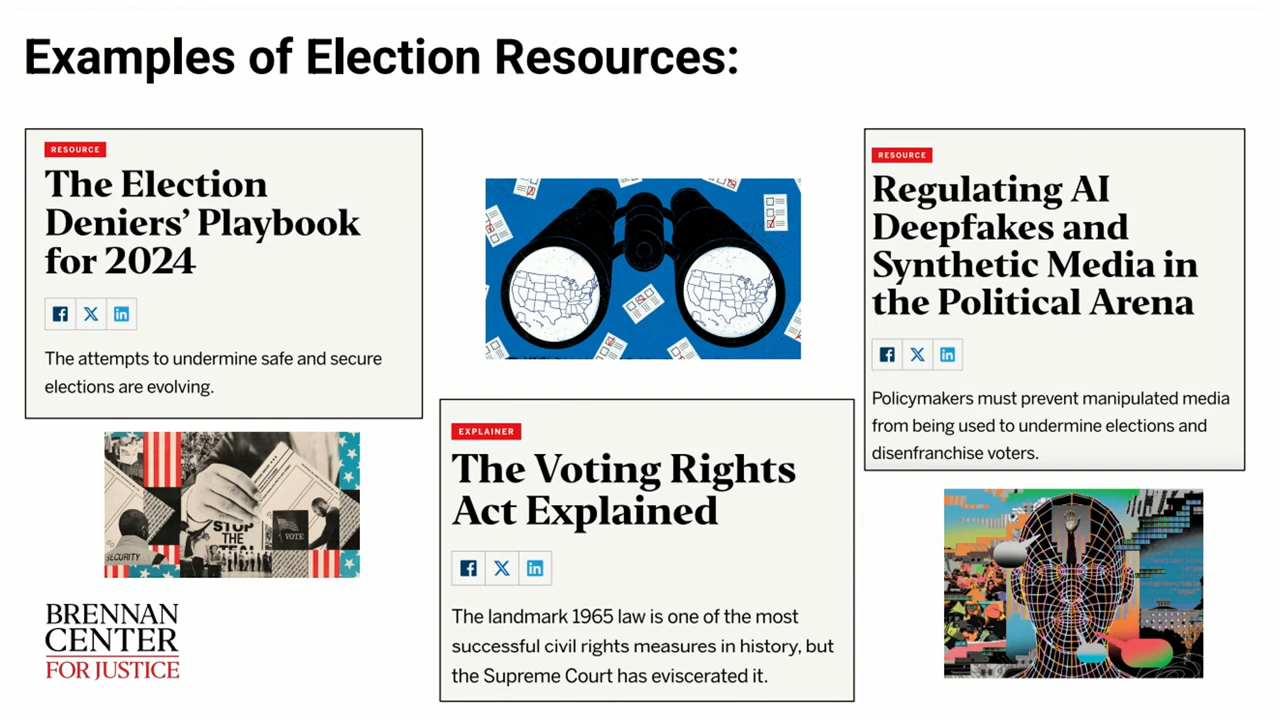 Examples of Election Resources:
RESOURCE
The Election
Deniers’ Playbook
for 2024
The attempts to undermine safe and secure
elections are evolving.
STOP
THE
VOTE
SECURITY
BRENNAN
CENTER
FOR JUSTICE
EXPLAINER
The Voting Rights
Act Explained
The landmark 1965 law is one of the most
successful civil rights measures in history, but
the Supreme Court has eviscerated it.
RESOURCE
Regulating AI
Deepfakes and
Synthetic Media in
the Political Arena
Policymakers must prevent manipulated media
from being used to undermine elections and
disenfranchise voters.